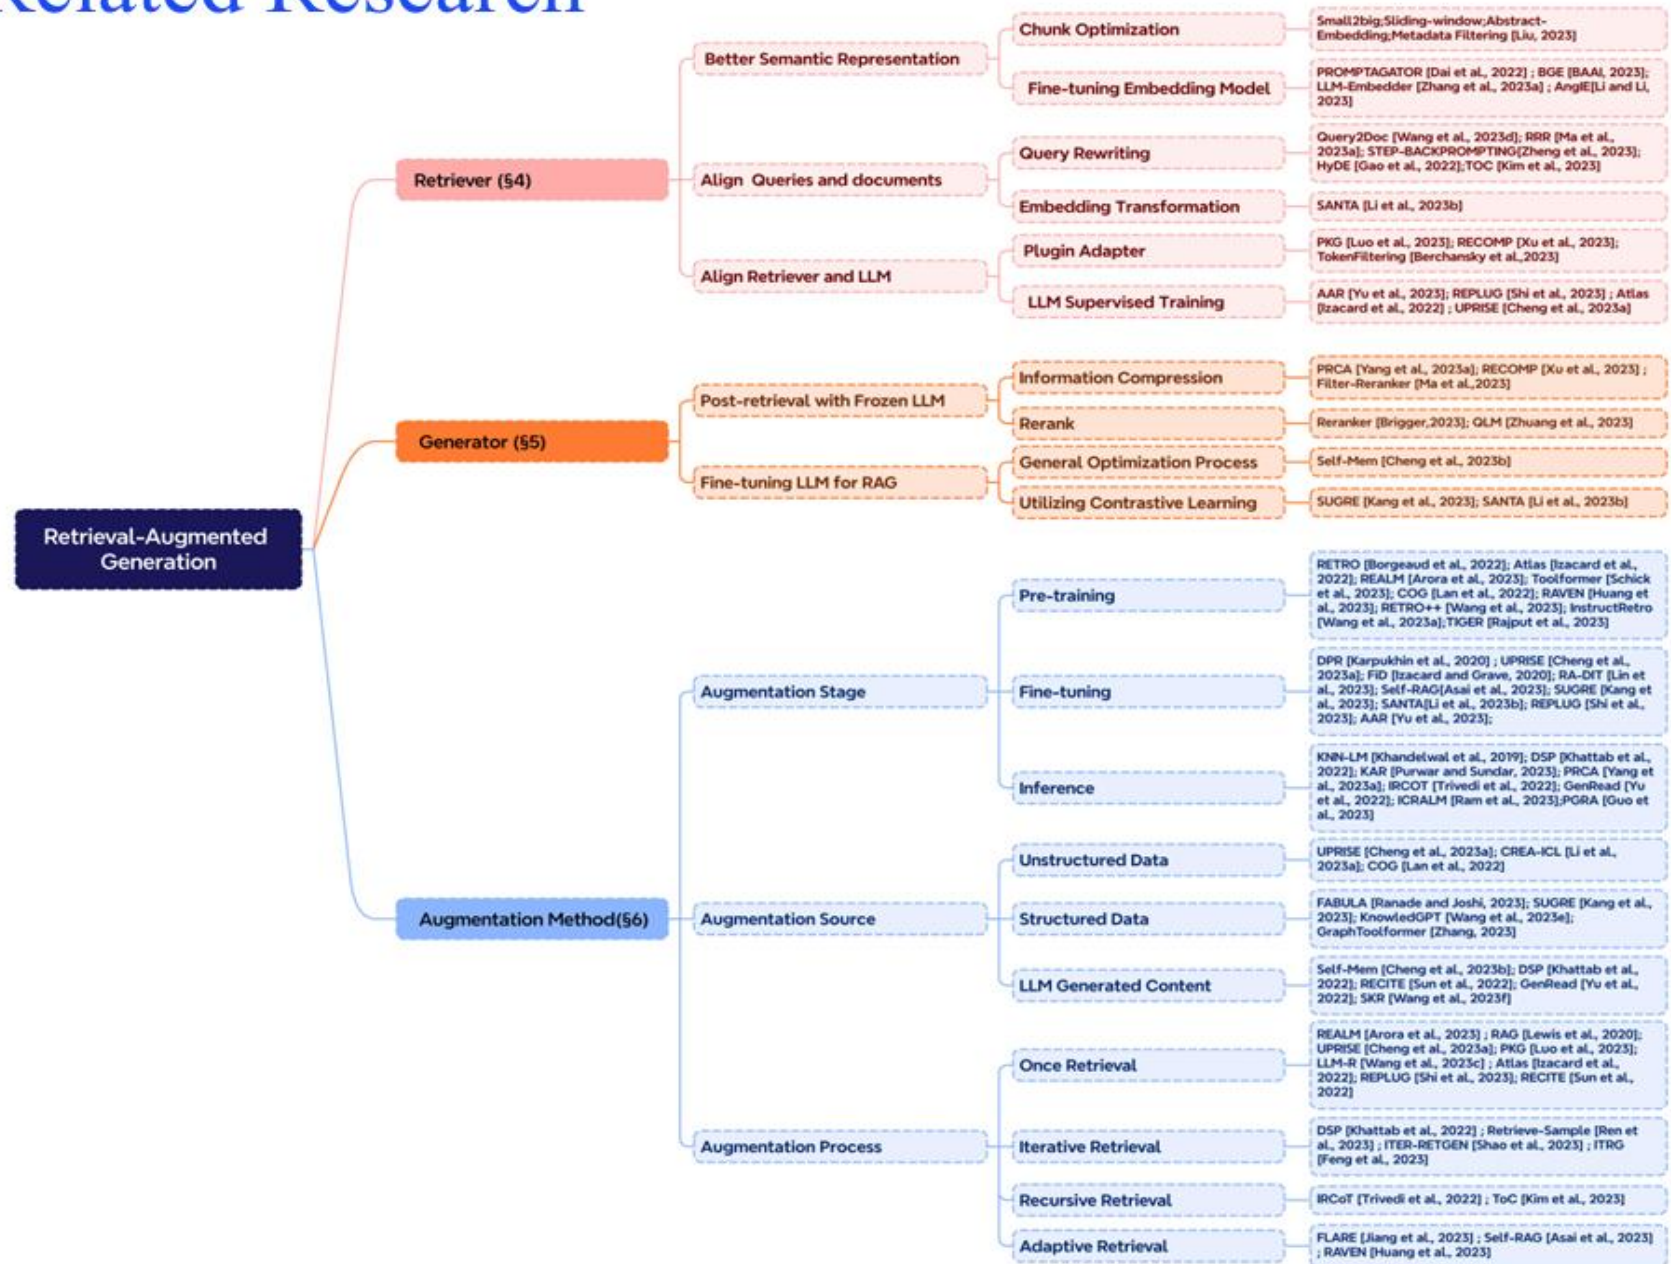 Related Research
Retrieval-Augmented
Generation
Retriever (§4)
Better Semantic Representation
Chunk Optimization
Small2big;Sliding-window;Abstract-
Embedding;Metadata Filtering [Liu, 2023]
Fine-tuning Embedding Model
PROMPTAGATOR [Dai et al., 2022] ; BGE [BAAI, 2023];
LLM-Embedder [Zhang et al., 2023a] ; AnglE[Li and Li,
2023]
Align Queries and documents
Query Rewriting
Query2Doc [Wang et al., 2023d]; RRR [Ma et al.,
2023a]; STEP-BACKPROMPTING[Zheng et al., 2023];
HyDE [Gao et al., 2022];TOC [Kim et al., 2023]
Embedding Transformation
SANTA [Li et al., 2023b]
Align Retriever and LLM
Plugin Adapter
PKG [Luo et al., 2023]; RECOMP [Xu et al., 2023];
TokenFiltering [Berchansky et al.,2023]
LLM Supervised Training
AAR [Yu et al., 2023]; REPLUG [Shi et al., 2023] ; Atlas
[Izacard et al., 2022] ; UPRISE [Cheng et al., 2023a]
Generator (§5)
Post-retrieval with Frozen LLM
Information Compression
PRCA [Yang et al., 2023a]; RECOMP [Xu et al., 2023] ;
Filter-Reranker [Ma et al.,2023]
Rerank
Reranker [Brigger,2023]; QLM [Zhuang et al., 2023]
Fine-tuning LLM for RAG
General Optimization Process
Self-Mem [Cheng et al., 2023b]
Utilizing Contrastive Learning
SUGRE [Kang et al., 2023]; SANTA [Li et al., 2023b]
Augmentation Method(§6)
Augmentation Stage
Pre-training
RETRO [Borgeaud et al., 2022]; Atlas [Izacard et al.,
2022]; REALM [Arora et al., 2023]; Toolformer [Schick
et al., 2023]; COG [Lan et al., 2022]; RAVEN [Huang et
al., 2023]; RETRO++ [Wang et al., 2023]; InstructRetro
[Wang et al., 2023a];TIGER [Rajput et al., 2023]
Fine-tuning
DPR [Karpukhin et al., 2020] ; UPRISE [Cheng et al.,
2023a]; FiD [Izacard and Grave, 2020]; RA-DIT [Lin et
al., 2023]; Self-RAG[Asai et al., 2023]; SUGRE [Kang et
al., 2023]; SANTA[Li et al., 2023b]; REPLUG [Shi et al.,
2023]; AAR [Yu et al., 2023];
Inference
KNN-LM [Khandelwal et al., 2019]; DSP [Khattab et al.,
2022]; KAR [Purwar and Sundar, 2023]; PRCA [Yang et
al., 2023a]; IRCOT [Trivedi et al., 2022]; GenRead [Yu
et al., 2022]; ICRALM [Ram et al., 2023];PGRA [Guo et
al., 2023]
Augmentation Source
Unstructured Data
UPRISE [Cheng et al., 2023a]; CREA-ICL [Li et al.,
2023a]; COG [Lan et al., 2022]
Structured Data
FABULA [Ranade and Joshi, 2023]; SUGRE [Kang et al.,
2023]; KnowledGPT [Wang et al., 2023e];
GraphToolformer [Zhang, 2023]
LLM Generated Content
Self-Mem [Cheng et al., 2023b]; DSP [Khattab et al.,
2022]; RECITE [Sun et al., 2022]; GenRead [Yu et al.,
2022]; SKR [Wang et al., 2023f]
Augmentation Process
Once Retrieval
REALM [Arora et al., 2023] ; RAG [Lewis et al., 2020];
UPRISE [Cheng et al., 2023a]; PKG [Luo et al., 2023];
LLM-R [Wang et al., 2023c] ; Atlas [Izacard et al.,
2022]; REPLUG [Shi et al., 2023]; RECITE [Sun et al.,
2022]
Iterative Retrieval
DSP [Khattab et al., 2022] ; Retrieve-Sample [Ren et
al., 2023] ; ITER-RETGEN [Shao et al., 2023] ; ITRG
[Feng et al., 2023]
Recursive Retrieval
IRCoT [Trivedi et al., 2022] ; ToC [Kim et al., 2023]
Adaptive Retrieval
FLARE [Jiang et al., 2023] ; Self-RAG [Asai et al., 2023]
; RAVEN [Huang et al., 2023]